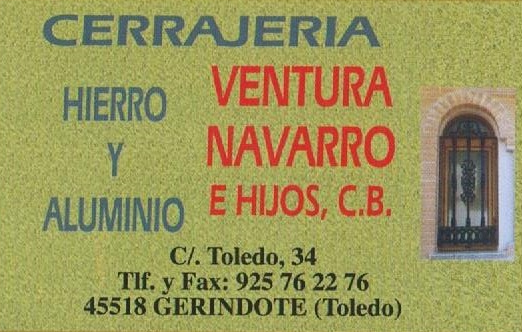 CERRAJERIA
HIERRO
Y
ALUMINIO
VENTURA
NAVARRO
E HIJOS, C.B.
C/. Toledo, 34
Tlf. y Fax: 925 76 22 76
45518 GERINDOTE (Toledo)